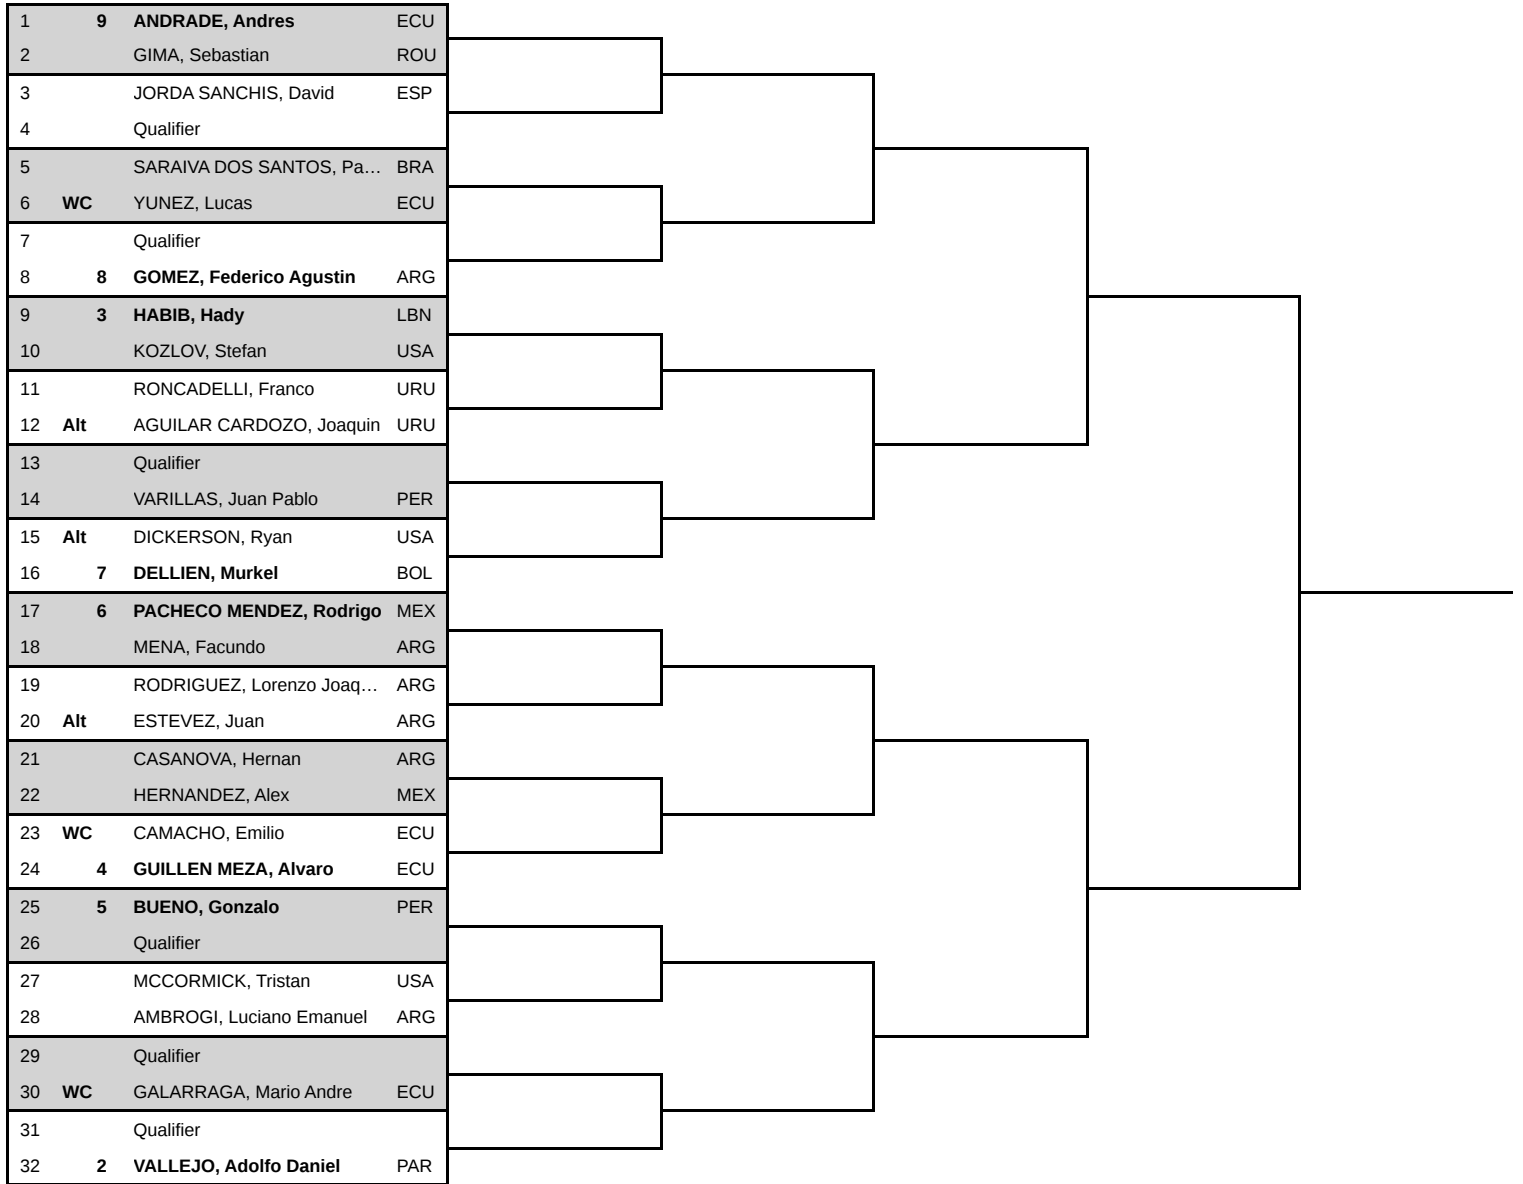 1 9 ANDRADE, Andres ECU
2 GIMA, Sebastian ROU
3 JORDA SANCHIS, David ESP
4 Qualifier
5 SARAIVA DOS SANTOS, Pa… BRA
6 WC YUNEZ, Lucas ECU
7 Qualifier
8 8 GOMEZ, Federico Agustin ARG
9 3 HABIB, Hady LBN
10 KOZLOV, Stefan USA
11 RONCADELLI, Franco URU
12 Alt AGUILAR CARDOZO, Joaquin URU
13 Qualifier
14 VARILLAS, Juan Pablo PER
15 Alt DICKERSON, Ryan USA
16 7 DELLIEN, Murkel BOL
17 6 PACHECO MENDEZ, Rodrigo MEX
18 MENA, Facundo ARG
19 RODRIGUEZ, Lorenzo Joaq… ARG
20 Alt ESTEVEZ, Juan ARG
21 CASANOVA, Hernan ARG
22 HERNANDEZ, Alex MEX
23 WC CAMACHO, Emilio ECU
24 4 GUILLEN MEZA, Alvaro ECU
25 5 BUENO, Gonzalo PER
26 Qualifier
27 MCCORMICK, Tristan USA
28 AMBROGI, Luciano Emanuel ARG
29 Qualifier
30 WC GALARRAGA, Mario Andre ECU
31 Qualifier
32 2 VALLEJO, Adolfo Daniel PAR